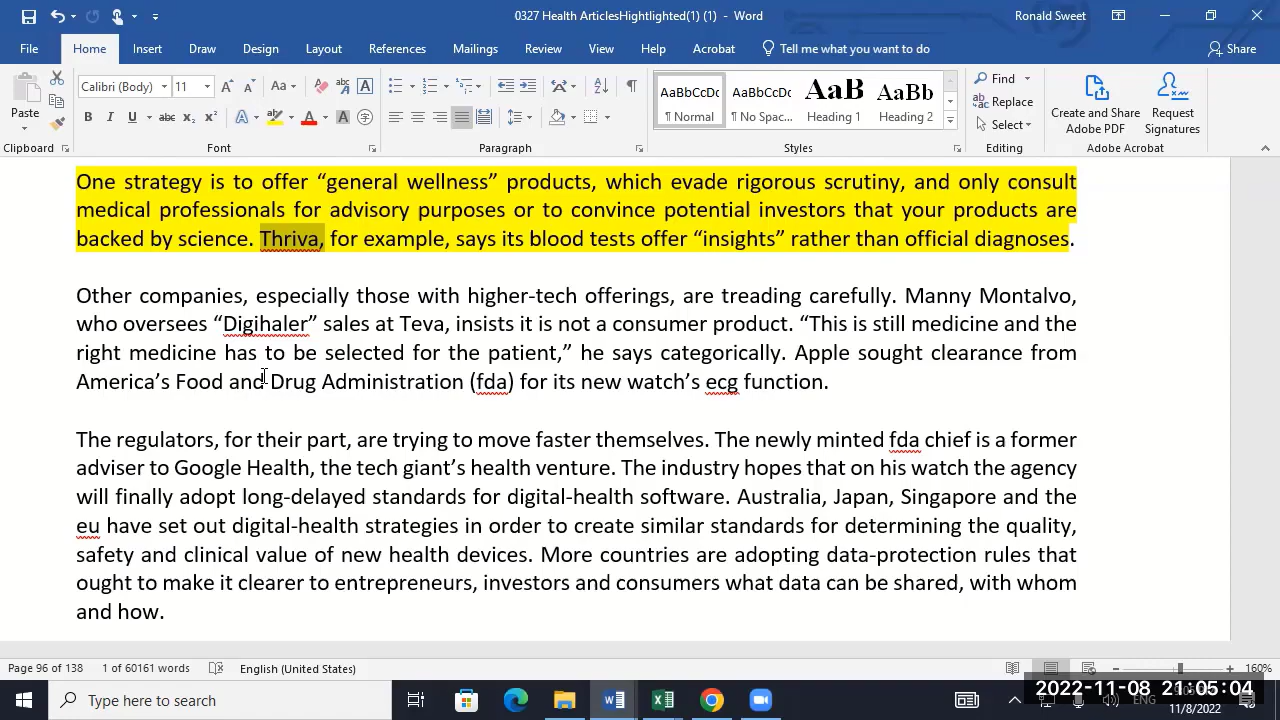 0327 Health ArticlesHightlighted(1) (1) - Word
Ronald Sweet
File Home Insert Draw Design Layout References Mailings Review View Help Acrobat Tell me what you want to do Share
Paste
Calibri (Body) 11
AaBbCcDc AaBbCcDc AaB AaBb
¶ Normal ¶ No Spac... Heading 1 Heading 2
Find
Replace
Select
Create and Share
Adobe PDF
Request
Signatures
Clipboard Font Paragraph Styles Editing Adobe Acrobat
One strategy is to offer “general wellness” products, which evade rigorous scrutiny, and only consult
medical professionals for advisory purposes or to convince potential investors that your products are
backed by science. Thriva, for example, says its blood tests offer “insights” rather than official diagnoses.
Other companies, especially those with higher-tech offerings, are treading carefully. Manny Montalvo,
who oversees “Digihaler” sales at Teva, insists it is not a consumer product. “This is still medicine and the
right medicine has to be selected for the patient,” he says categorically. Apple sought clearance from
America’s Food and Drug Administration (fda) for its new watch’s ecg function.
The regulators, for their part, are trying to move faster themselves. The newly minted fda chief is a former
adviser to Google Health, the tech giant’s health venture. The industry hopes that on his watch the agency
will finally adopt long-delayed standards for digital-health software. Australia, Japan, Singapore and the
eu have set out digital-health strategies in order to create similar standards for determining the quality,
safety and clinical value of new health devices. More countries are adopting data-protection rules that
ought to make it clearer to entrepreneurs, investors and consumers what data can be shared, with whom
and how.
Page 96 of 138 1 of 60161 words English (United States) 160%
Type here to search
2022-11-08 21:05:04
ENG
11/8/2022